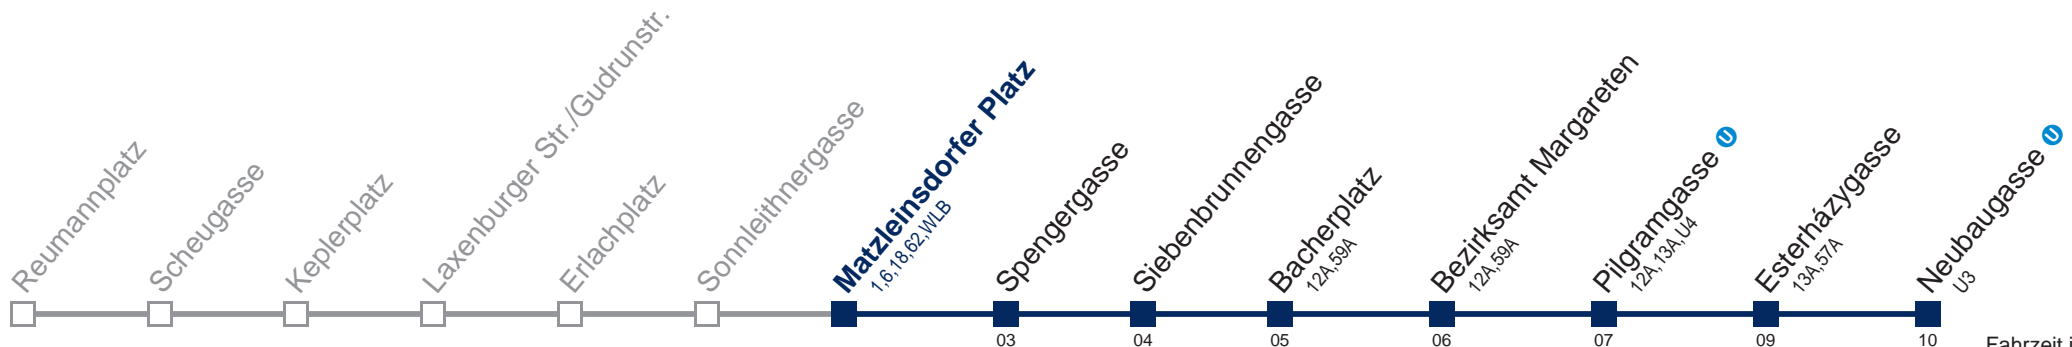 Reumannplatz
Scheugasse
Keplerplatz
Laxenburger Str./Gudrunstr.
Erlachplatz
Sonnleithnergasse
Matzleinsdorfer Platz
1,6,18,62,WLB
Spengergasse
Siebenbrunnengasse
Bacherplatz
12A,59A
Bezirksamt Margareten
12A,59A
Pilgramgasse U
12A,13A,U4
Esterházygasse
13A,57A
Neubaugasse U
U3
03 04 05 06 07 09 10
Fahrzeit